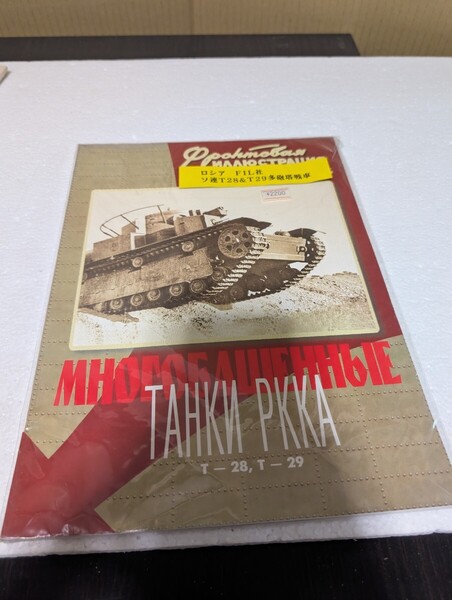 Фронтовая
ИЛЛЮСТРАЦИЯ
ロシア FILR
ソ連T28&T29多砲塔戦車
МНОГОБАШЕННЫЕ
ТАНКИ РККА
Т — 28, Т — 29